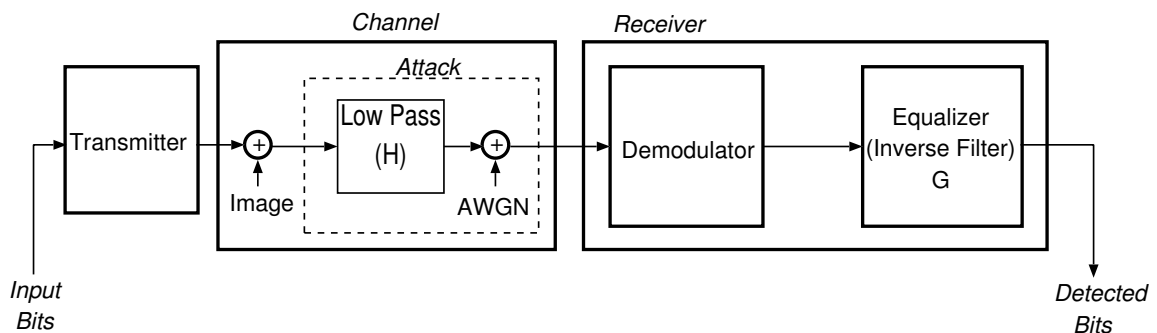 Channel
Receiver
Attack
Transmitter
+
Image
Low Pass
(H)
+
AWGN
Demodulator
Equalizer
(Inverse Filter)
G
Input
Bits
Detected
Bits